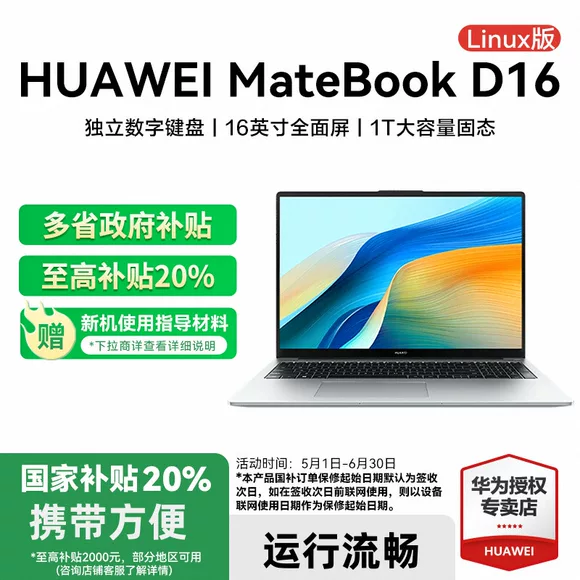 Linux版
HUAWEI MateBook D16
独立数字键盘 | 16英寸全面屏 | 1T大容量固态
多省政府补贴
至高补贴20%
赠
新机使用指导材料
*下拉商详查看详细说明
HUAWEI
国家补贴20%
携带方便
*至高补贴2000元，部分地区可用
(咨询店铺客服了解详情)
活动时间：5月1日-6月30日
*本产品国补订单保修起始日期默认为签收
次日，如在签收次日前联网使用，则以设备
联网使用日期作为保修起始日期。
运行流畅
华为授权
专卖店
HUAWEI